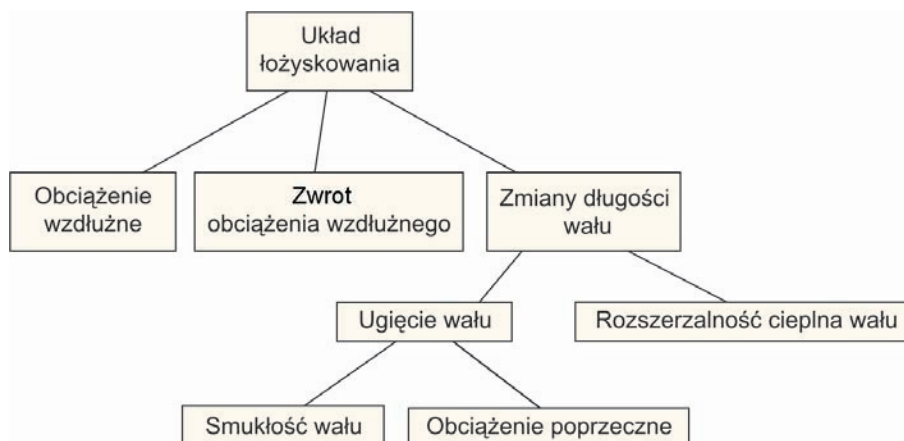 Układ
łożyskowania
Obciążenie
wzdłużne
Zwrot
obciążenia wzdłużnego
Zmiany długości
wału
Ugięcie wału
Rozszerzalność cieplna wału
Smukłość wału
Obciążenie poprzeczne